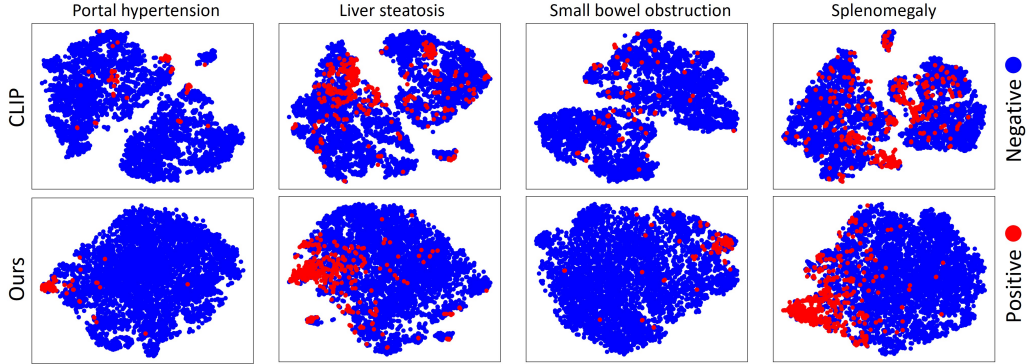 Portal hypertension
Liver steatosis
Small bowel obstruction
Splenomegaly
CLIP
Negative
Ours
Positive